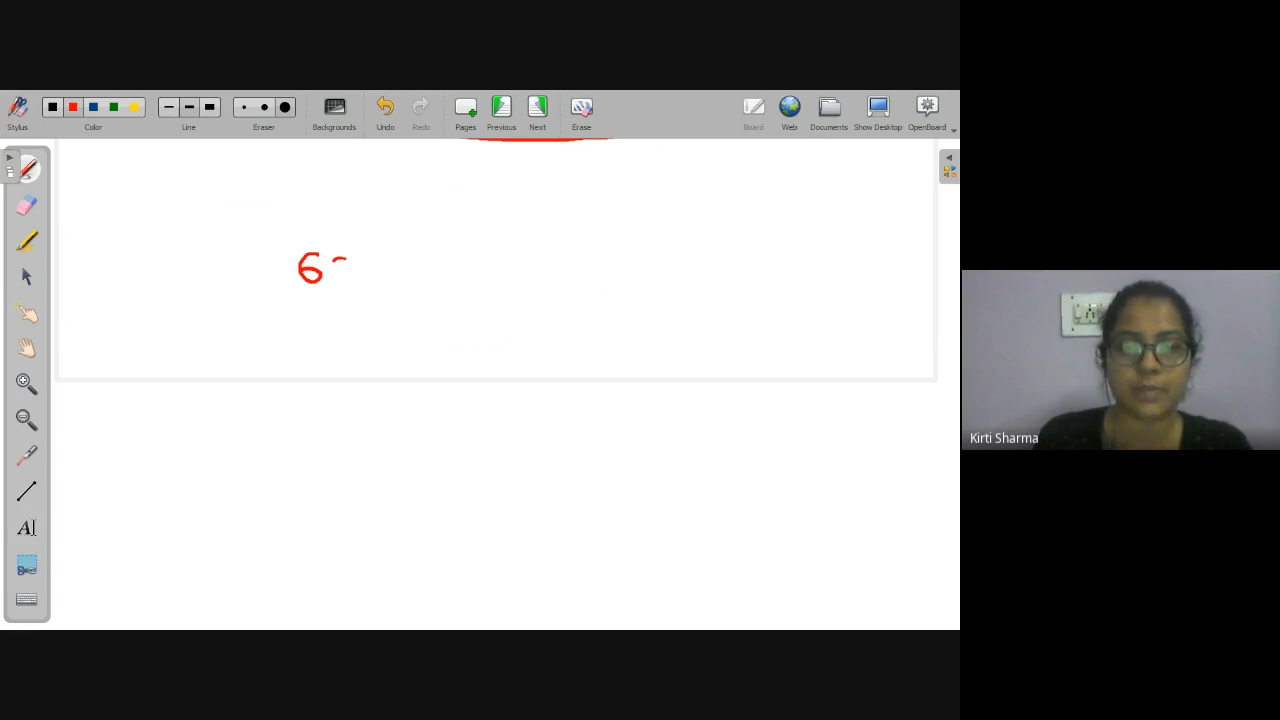 Stylus Color Line Eraser Backgrounds Undo Redo Pages Previous Next Erase Board Web Documents Show Desktop OpenBoard
6
A
Kirti Sharma